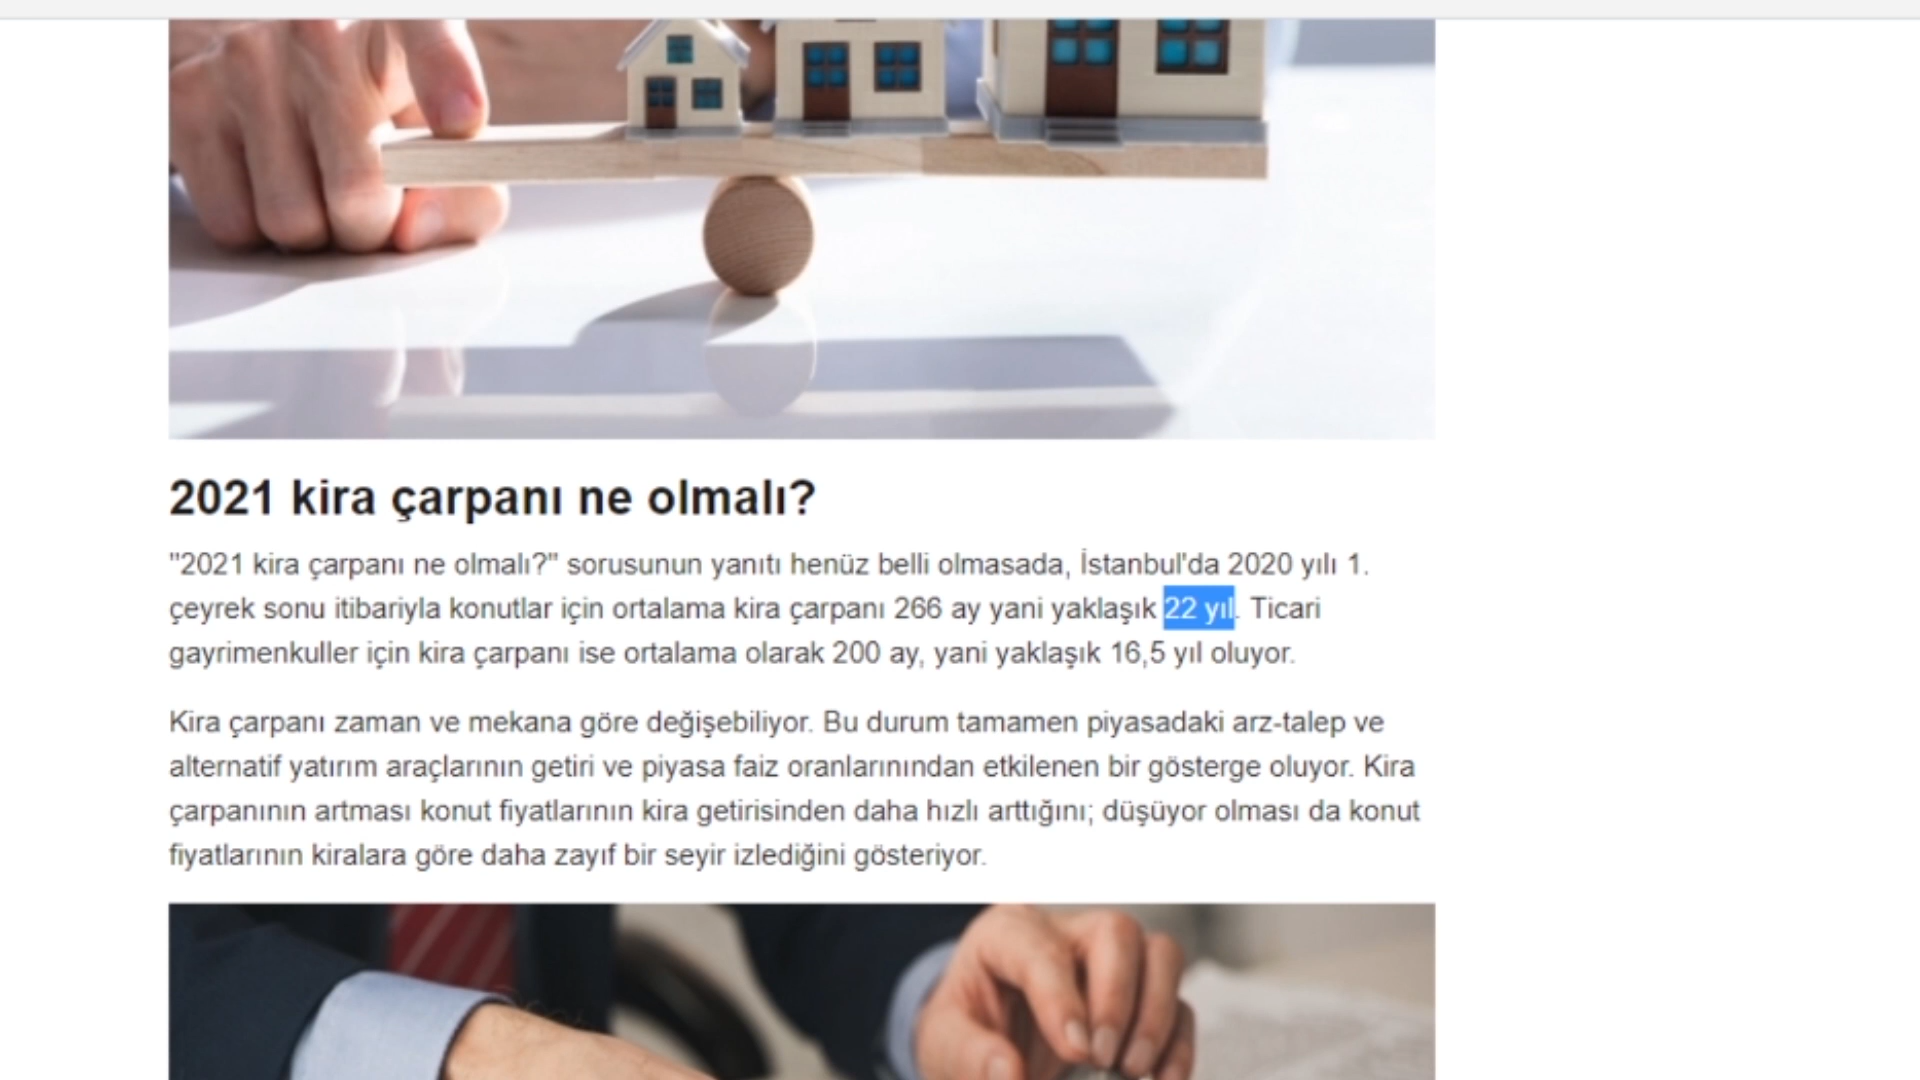 2021 kira çarpanı ne olmalı?
"2021 kira çarpanı ne olmalı?" sorusunun yanıtı henüz belli olmasada, İstanbul'da 2020 yılı 1.
çeyrek sonu itibariyla konutlar için ortalama kira çarpanı 266 ay yani yaklaşık 22 yıl. Ticari
gayrimenkuller için kira çarpanı ise ortalama olarak 200 ay, yani yaklaşık 16,5 yıl oluyor.
Kira çarpanı zaman ve mekana göre değişebiliyor. Bu durum tamamen piyasadaki arz-talep ve
alternatif yatırım araçlarının getiri ve piyasa faiz oranlarınından etkilenen bir gösterge oluyor. Kira
çarpanının artması konut fiyatlarının kira getirisinden daha hızlı arttığını; düşüyor olması da konut
fiyatlarının kiralara göre daha zayıf bir seyir izlediğini gösteriyor.